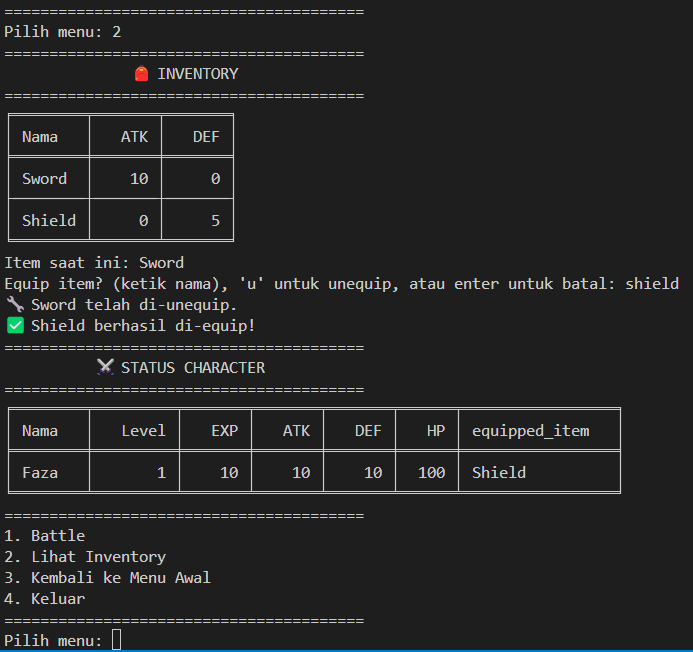 ========================================
Pilih menu: 2
========================================
🎒 INVENTORY
========================================
Nama ATK DEF
Sword 10 0
Shield 0 5
Item saat ini: Sword
Equip item? (ketik nama), 'u' untuk unequip, atau enter untuk batal: shield
🔧 Sword telah di-unequip.
✅ Shield berhasil di-equip!
========================================
⚔️ STATUS CHARACTER
========================================
Nama Level EXP ATK DEF HP equipped_item
Faza 1 10 10 10 100 Shield
========================================
1. Battle
2. Lihat Inventory
3. Kembali ke Menu Awal
4. Keluar
========================================
Pilih menu: